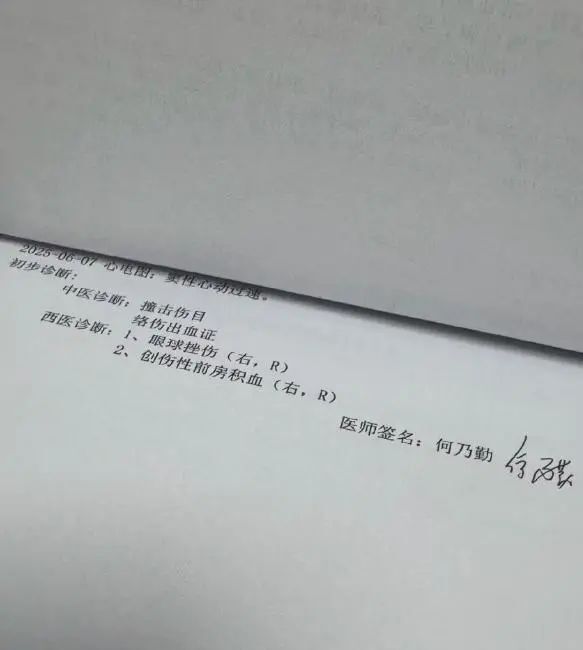 2025-06-07 心电图：窦性心动过速。
初步诊断：
中医诊断：撞击伤目
络伤出血证
西医诊断：1、眼球挫伤（右，R）
2、创伤性前房积血（右，R）
医师签名：何乃勤